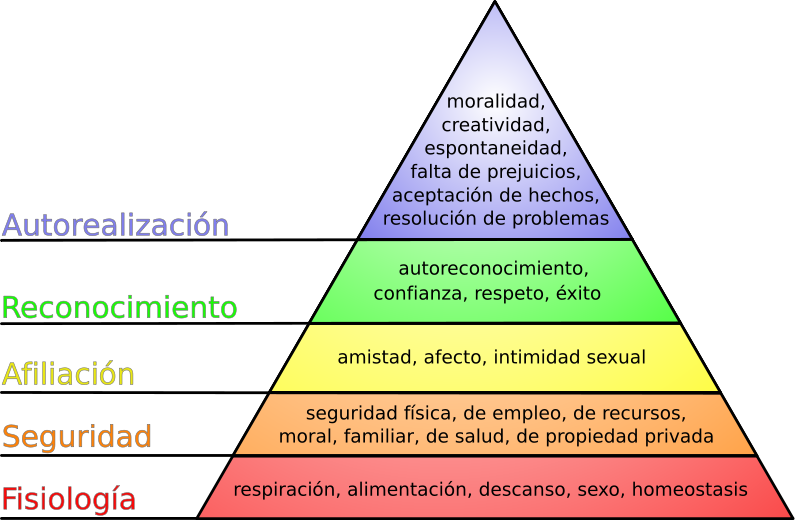 moralidad,
creatividad,
espontaneidad,
falta de prejuicios,
aceptación de hechos,
resolución de problemas
Autorealización
autoreconocimiento,
confianza, respeto, éxito
Reconocimiento
amistad, afecto, intimidad sexual
Afiliación
seguridad física, de empleo, de recursos,
moral, familiar, de salud, de propiedad privada
Seguridad
respiración, alimentación, descanso, sexo, homeostasis
Fisiología